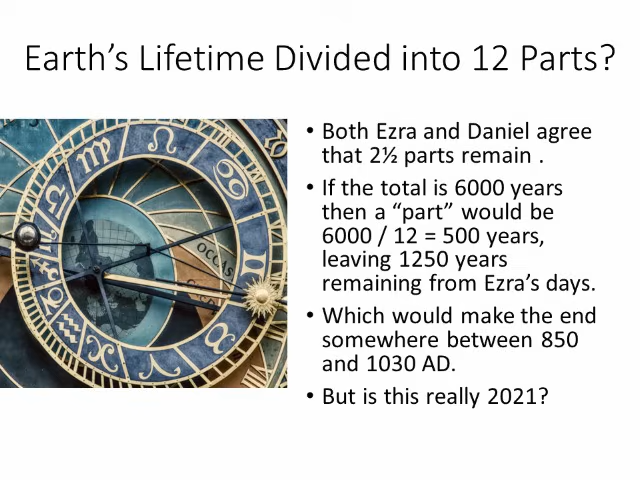 Earth’s Lifetime Divided into 12 Parts?
• Both Ezra and Daniel agree
that 2½ parts remain .
• If the total is 6000 years
then a “part” would be
6000 / 12 = 500 years,
leaving 1250 years
remaining from Ezra’s days.
• Which would make the end
somewhere between 850
and 1030 AD.
• But is this really 2021?